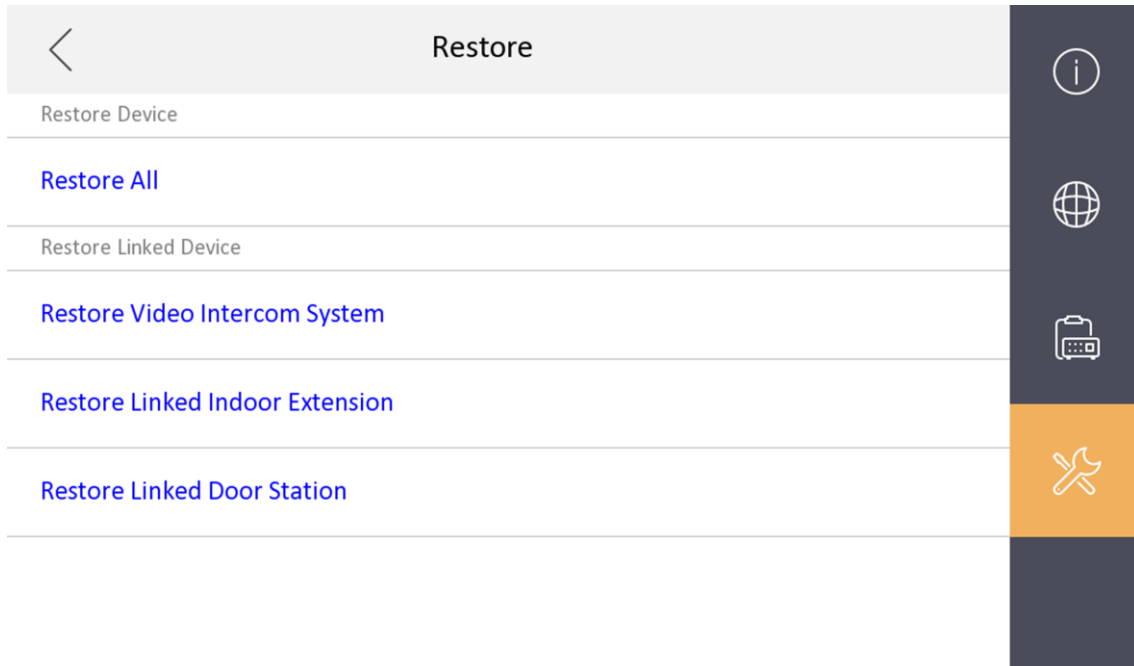 Restore
Restore Device
Restore All
Restore Linked Device
Restore Video Intercom System
Restore Linked Indoor Extension
Restore Linked Door Station